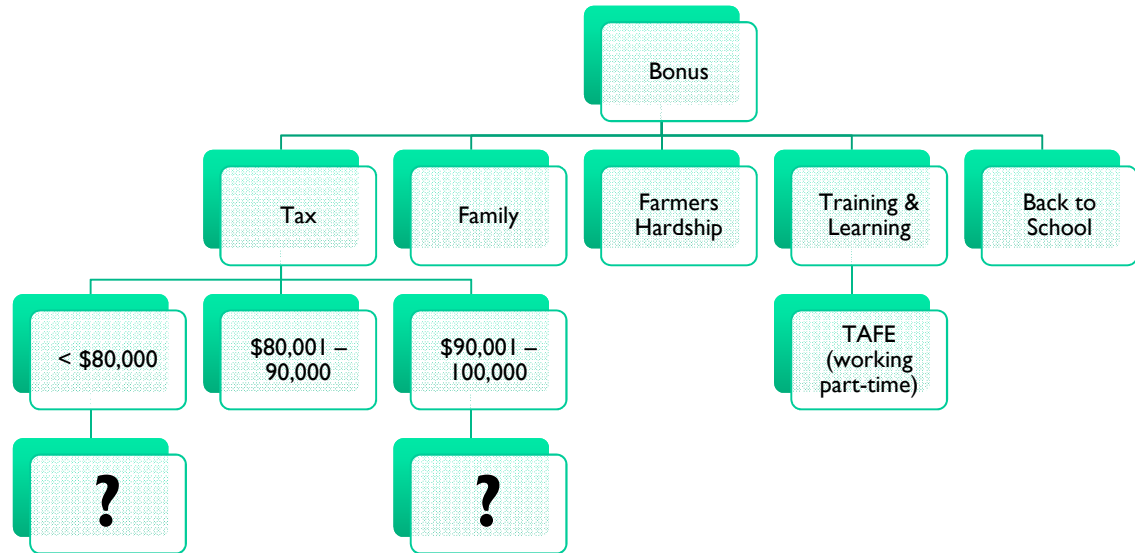 Bonus
Tax
Family
Farmers
Hardship
Training &
Learning
Back to
School
< $80,000
$80,001 –
90,000
$90,001 –
100,000
TAFE
(working
part-time)
?
?